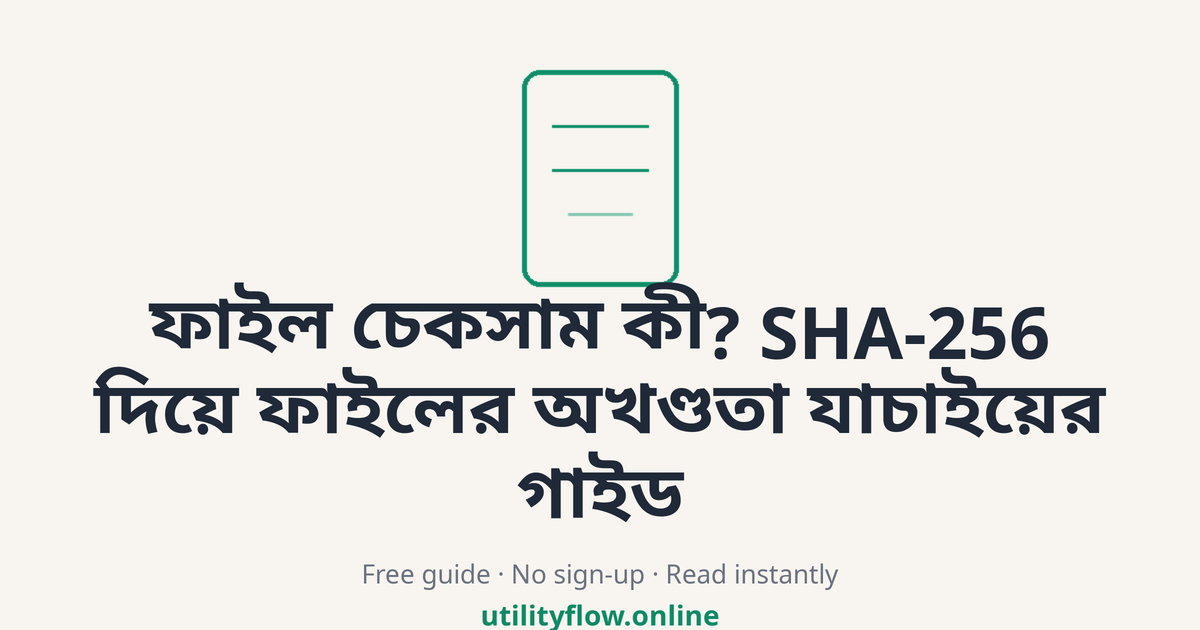 ফাইল চেকসাম কী? SHA-256
দিয়ে ফাইলের অখণ্ডতা যাচাইয়ের
গাইড
Free guide · No sign-up · Read instantly
utilityflow.online